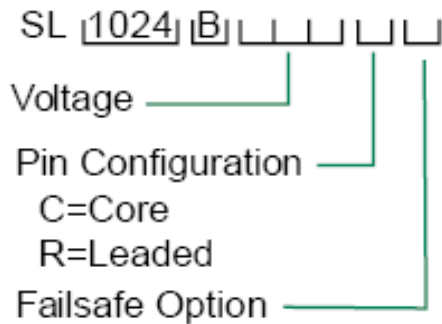 SL 1024 B
Voltage
Pin Configuration
C=Core
R=Leaded
Failsafe Option